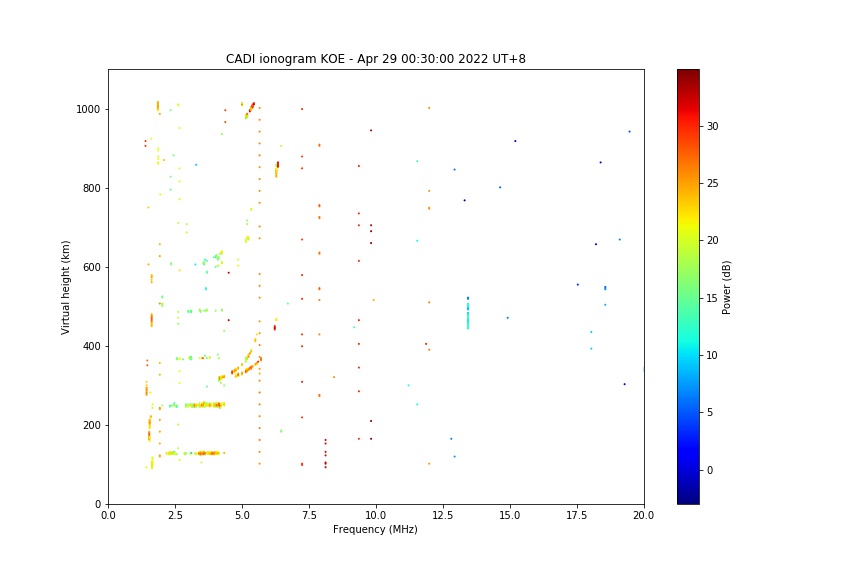 CADI ionogram KOE - Apr 29 00:30:00 2022 UT+8
Virtual height (km)
1000
800
600
400
200
0
0.0 2.5 5.0 7.5 10.0 12.5 15.0 17.5 20.0
Frequency (MHz)
30
25
20
15
10
5
0
Power (dB)